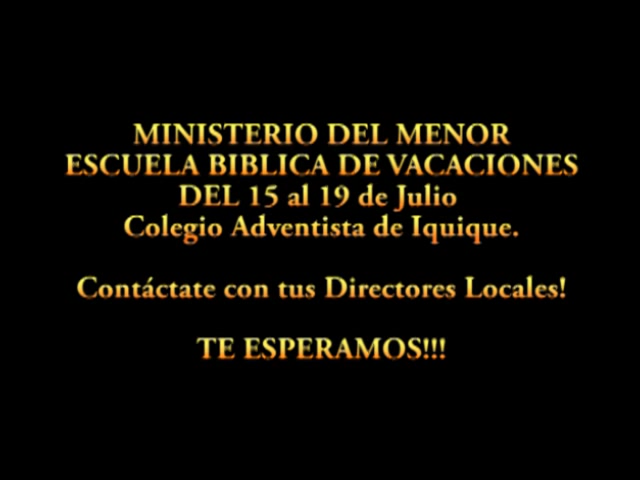 MINISTERIO DEL MENOR
ESCUELA BIBLICA DE VACACIONES
DEL 15 al 19 de Julio
Colegio Adventista de Iquique.
Contáctate con tus Directores Locales!
TE ESPERAMOS!!!